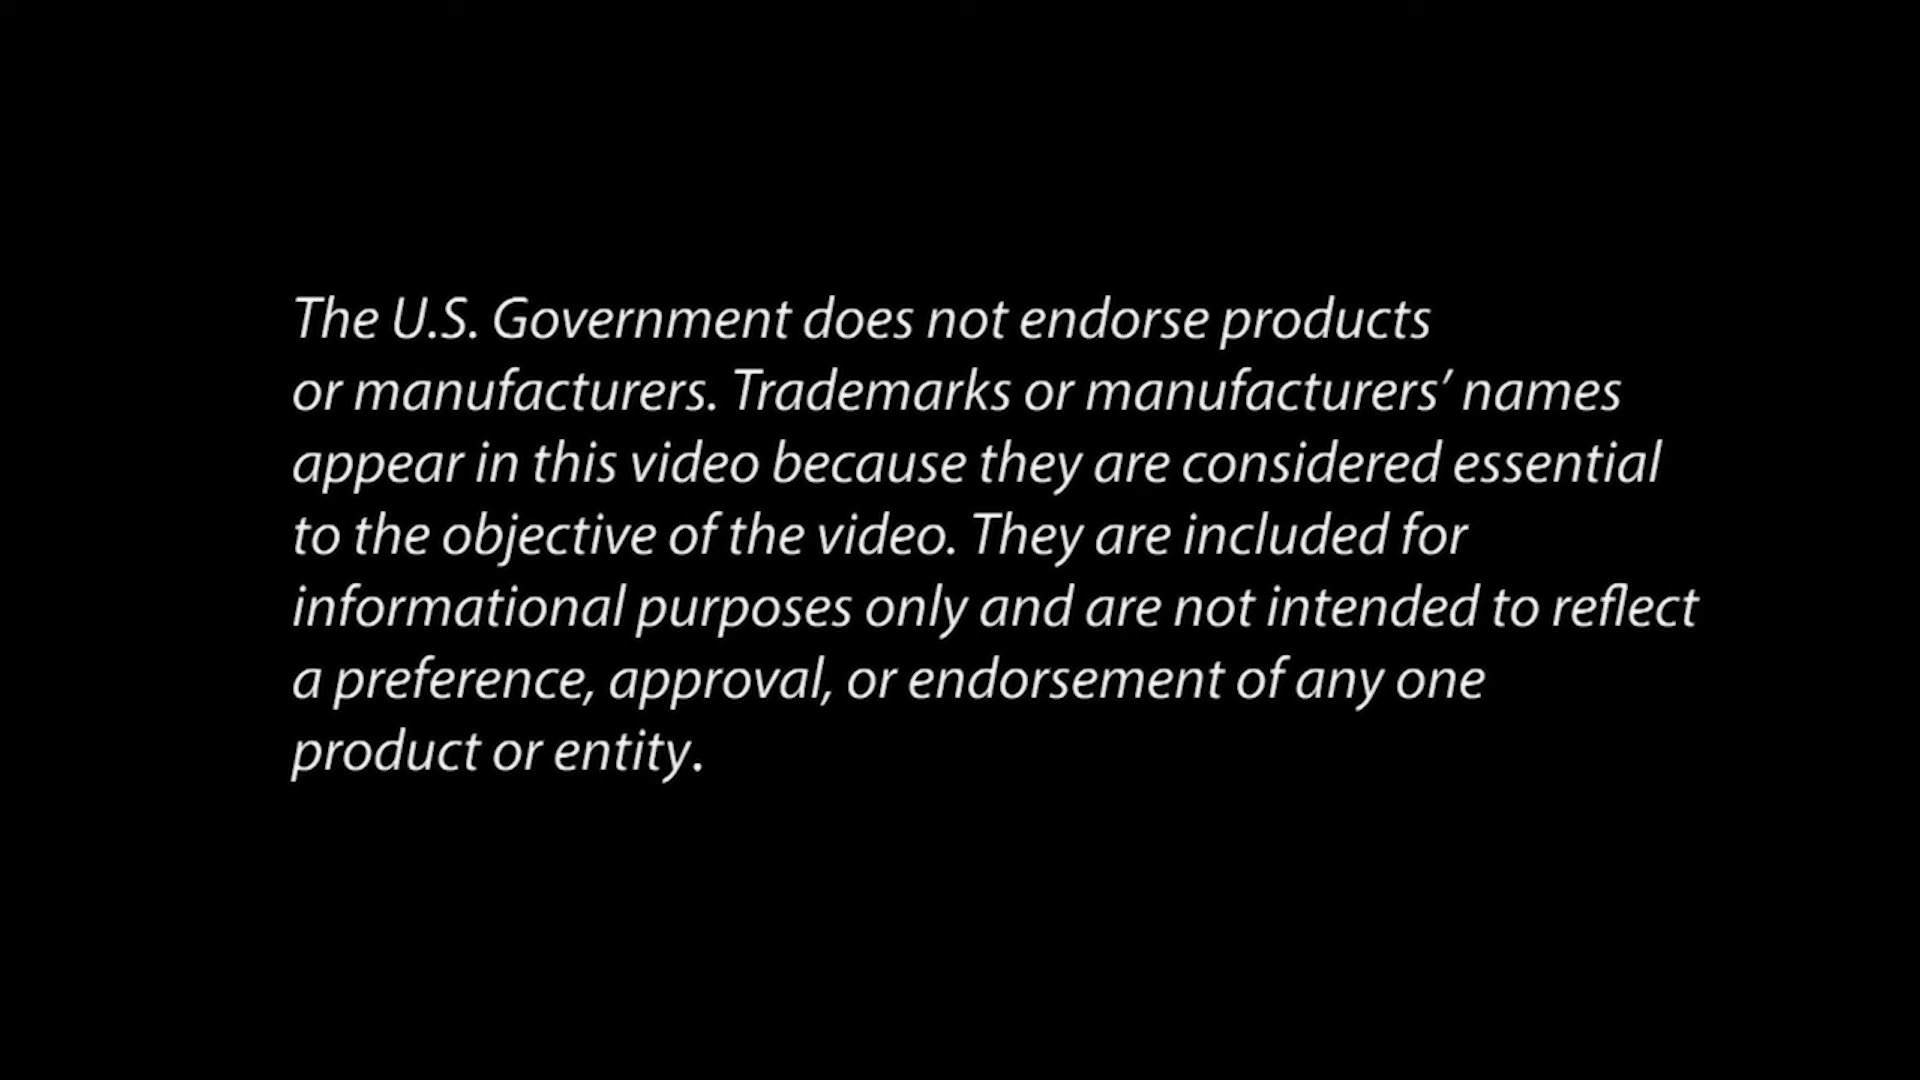 The U.S. Government does not endorse products
or manufacturers. Trademarks or manufacturers’ names
appear in this video because they are considered essential
to the objective of the video. They are included for
informational purposes only and are not intended to reflect
a preference, approval, or endorsement of any one
product or entity.